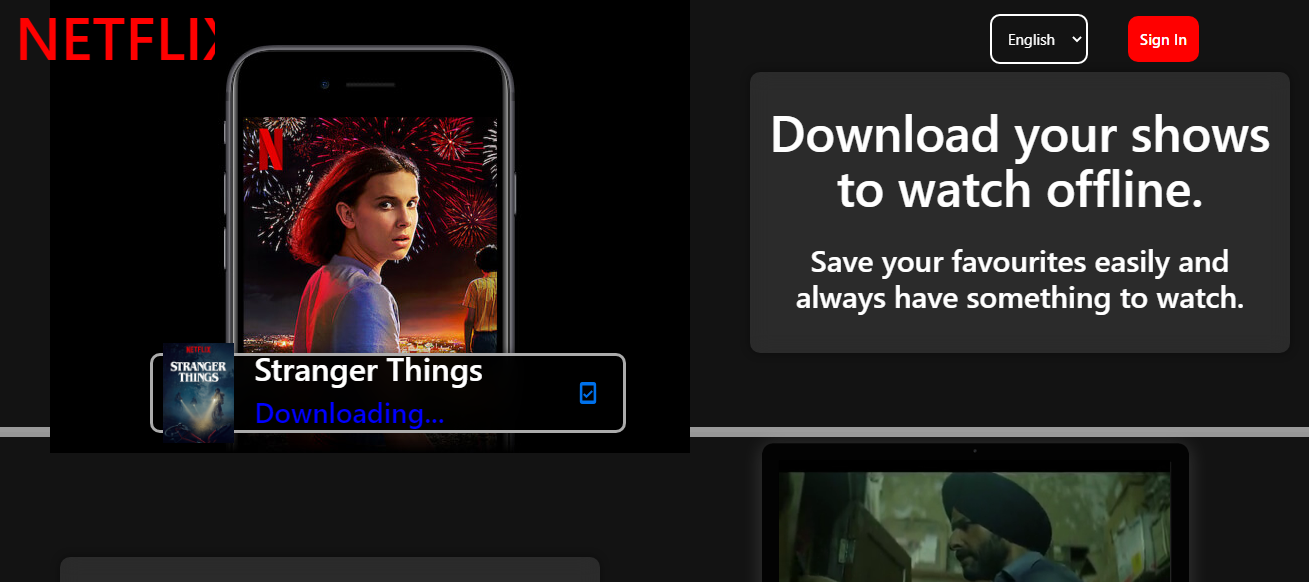 NETFLIX
English
Sign In
Download your shows
to watch offline.
Save your favourites easily and
always have something to watch.
N
NETFLIX
STRANGER
THINGS
Stranger Things
Downloading...